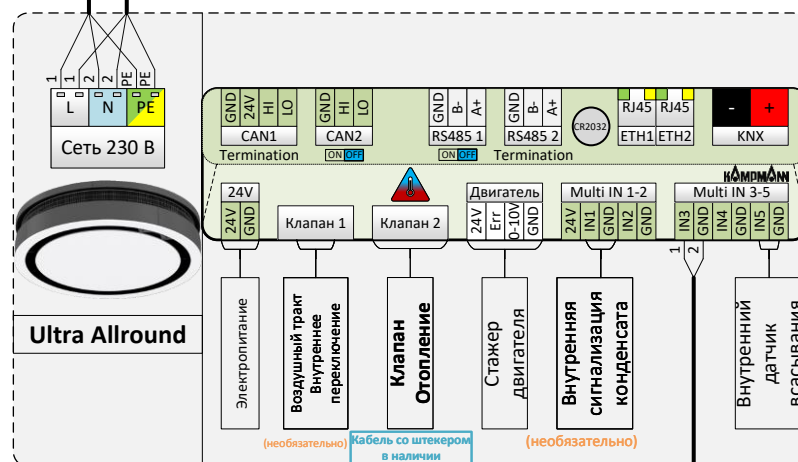 1 1 2 2 PE PE
L N PE
Сеть 230 В
Ultra Allround
GND 24V HI LO
CAN1
Termination
GND HI LO
CAN2
ON OFF
GND B- A+
RS485 1
ON OFF
GND B- A+
RS485 2
Termination
CR2032
RJ45 RJ45
ETH1 ETH2
- +
KNX
KAMPMANN
24V
24V GND
Клапан 1
Клапан 2
Двигатель
24V Err 0-10V GND
Multi IN 1-2
24V IN1 GND IN2 GND
Multi IN 3-5
IN3 GND IN4 GND IN5 GND
1 2
Электропитание
Воздушный тракт
Внутреннее
переключение
(необязательно)
Клапан
Отопление
Кабель со штекером
в наличии
Стажер
двигателя
Внутренняя
сигнализация
конденсата
(необязательно)
Внутренний
датчик
всасывания